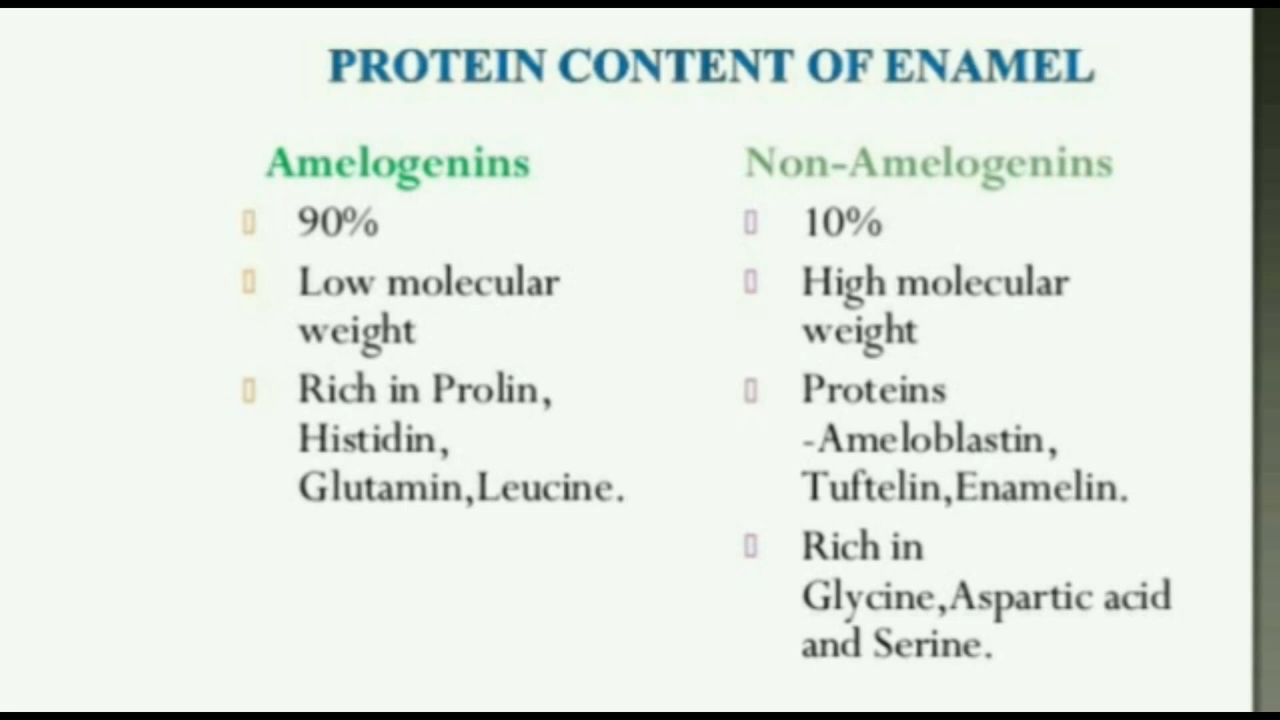 PROTEIN CONTENT OF ENAMEL
Amelogenins
90%
Low molecular
weight
Rich in Prolin,
Histidin,
Glutamin,Leucine.
Non-Amelogenins
10%
High molecular
weight
Proteins
-Ameloblastin,
Tuftelin,Enamelin.
Rich in
Glycine,Aspartic acid
and Serine.